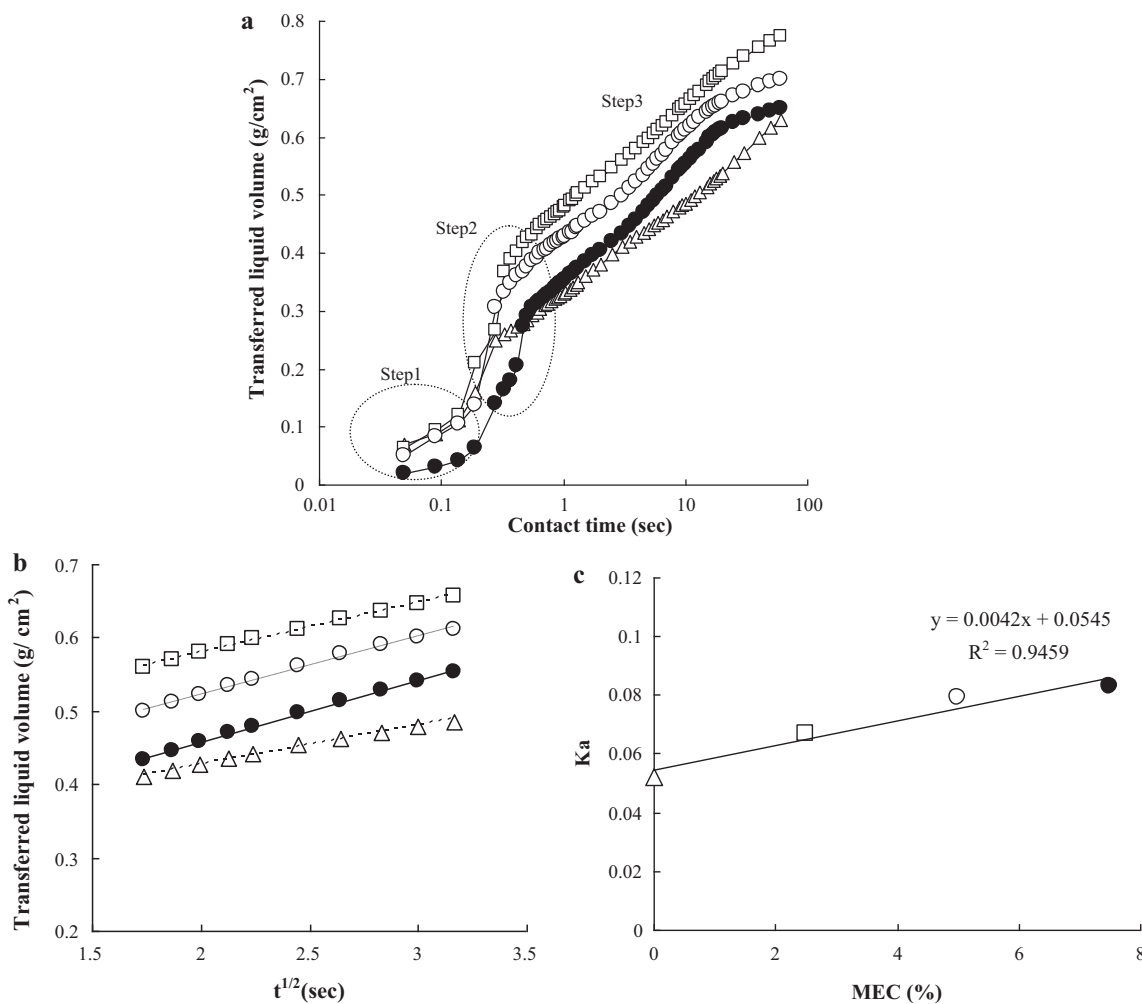 a
0.8
0.7
0.6
0.5
0.4
0.3
0.2
0.1
0
Transferred liquid volume (g/cm²)
Step1
Step2
Step3
0.01
0.1
1
10
100
Contact time (sec)
b
0.7
0.6
0.5
0.4
0.3
0.2
Transferred liquid volume (g/ cm²)
1.5
2
2.5
3
3.5
t^{1/2}(sec)
c
0.12
0.1
0.08
0.06
0.04
0.02
0
Ka
y = 0.0042x + 0.0545
R² = 0.9459
0
2
4
6
8
MEC (%)